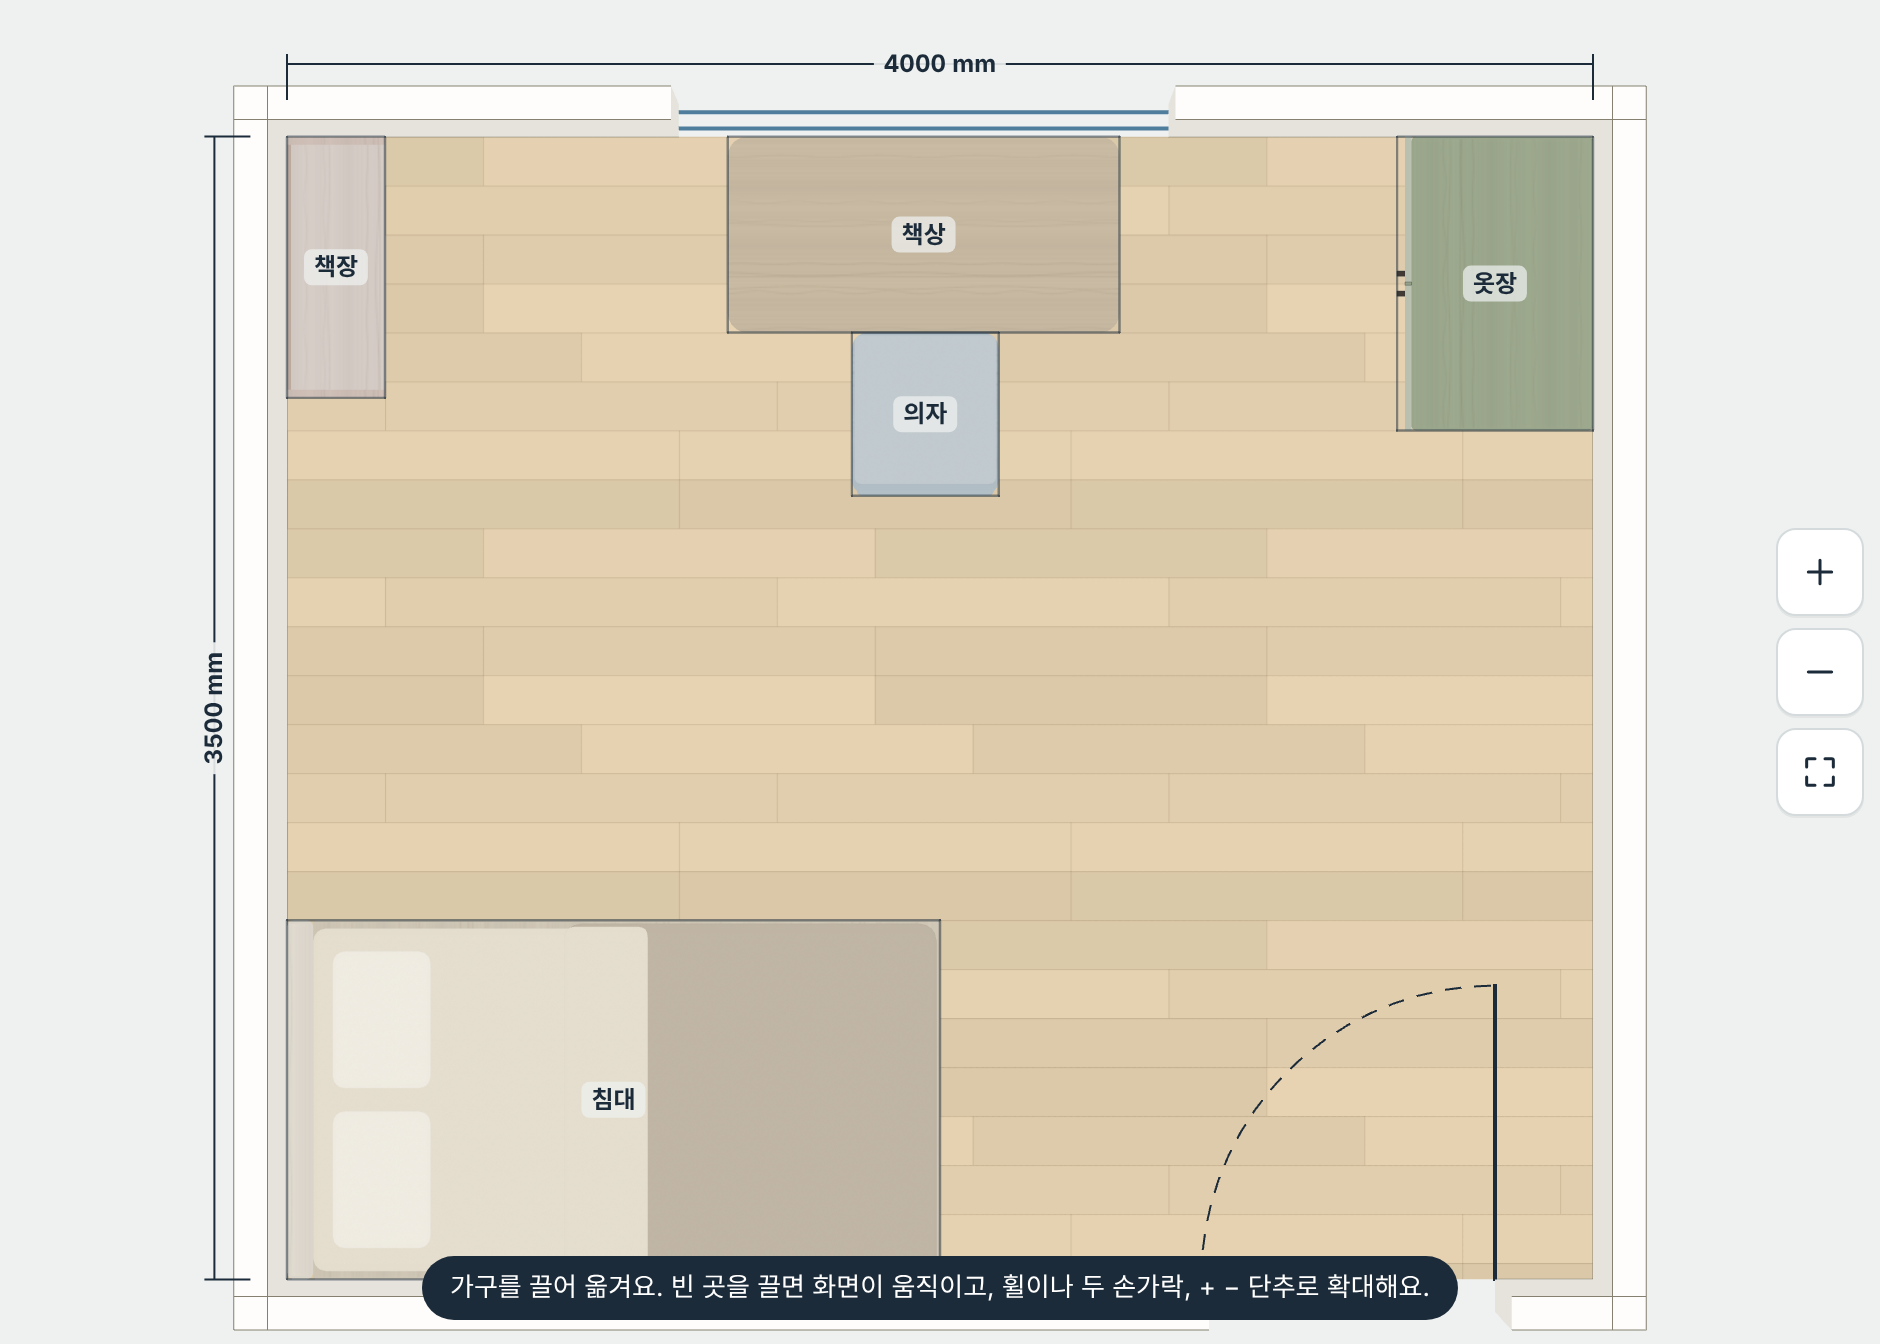 4000 mm
책장
책상
옷장
의자
3500 mm
침대
가구를 끌어 옮겨요. 빈 곳을 끌면 화면이 움직이고, 휠이나 두 손가락, + − 단추로 확대해요.